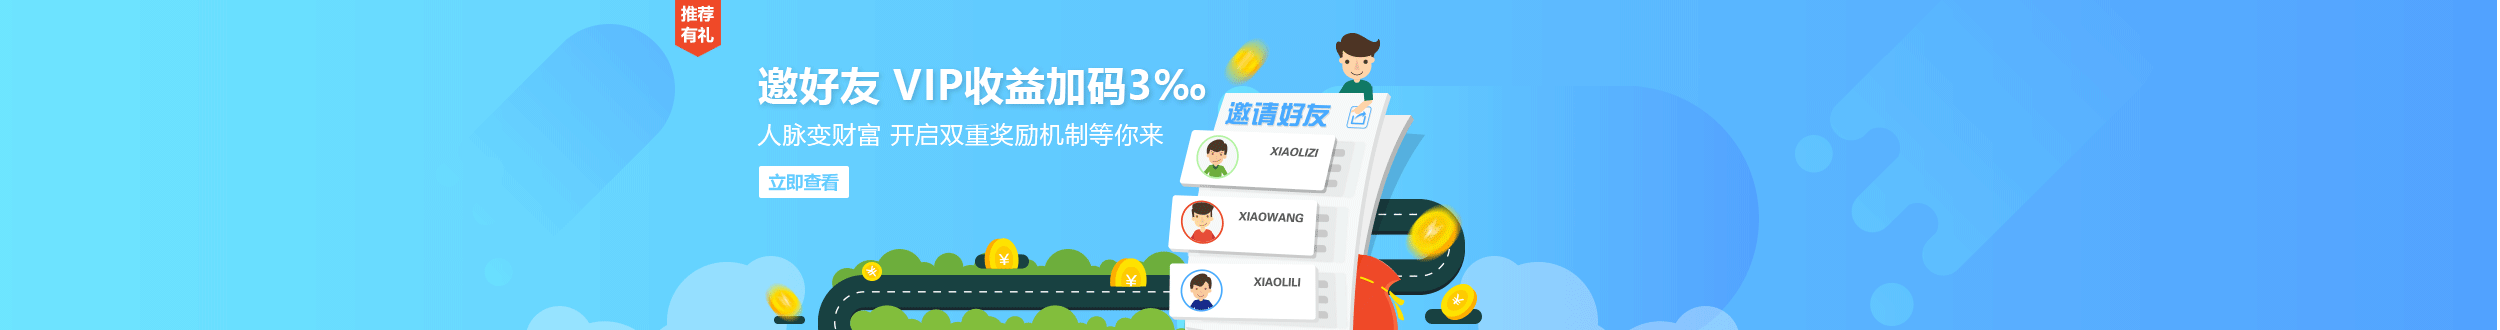 推荐
有礼
邀好友 VIP收益加码3‰
人脉变财富 开启双重奖励机制等你来
立即查看
邀请好友
XIAOLIZI
XIAOWANG
XIAOLILI
¥
¥